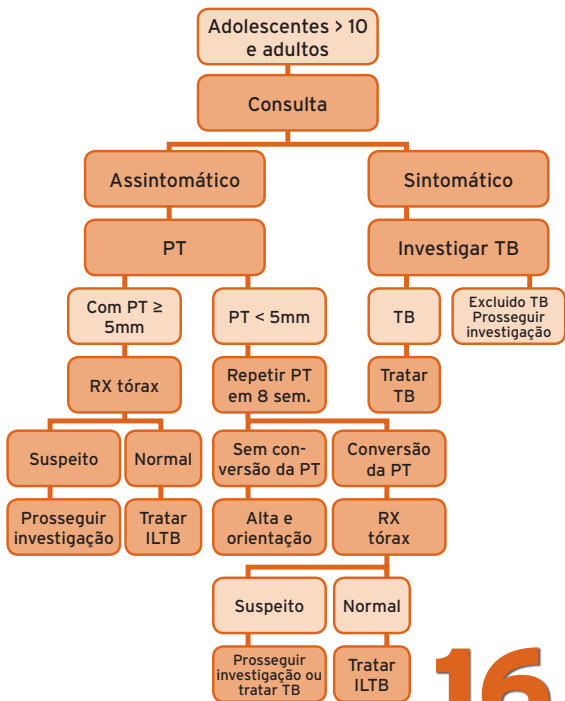 Adolescentes > 10
e adultos
Consulta
Assintomático
Sintomático
PT
Investigar TB
Com PT ≥
5mm
PT < 5mm
TB
Excluido TB
Prosseguir
investigação
RX tórax
Repetir PT
em 8 sem.
Tratar
TB
Suspeito
Normal
Sem con-
versão da PT
Conversão
da PT
Prosseguir
investigação
Tratar
ILTB
Alta e
orientação
RX
tórax
Suspeito
Normal
Prosseguir
investigação ou
tratar TB
Tratar
ILTB
16